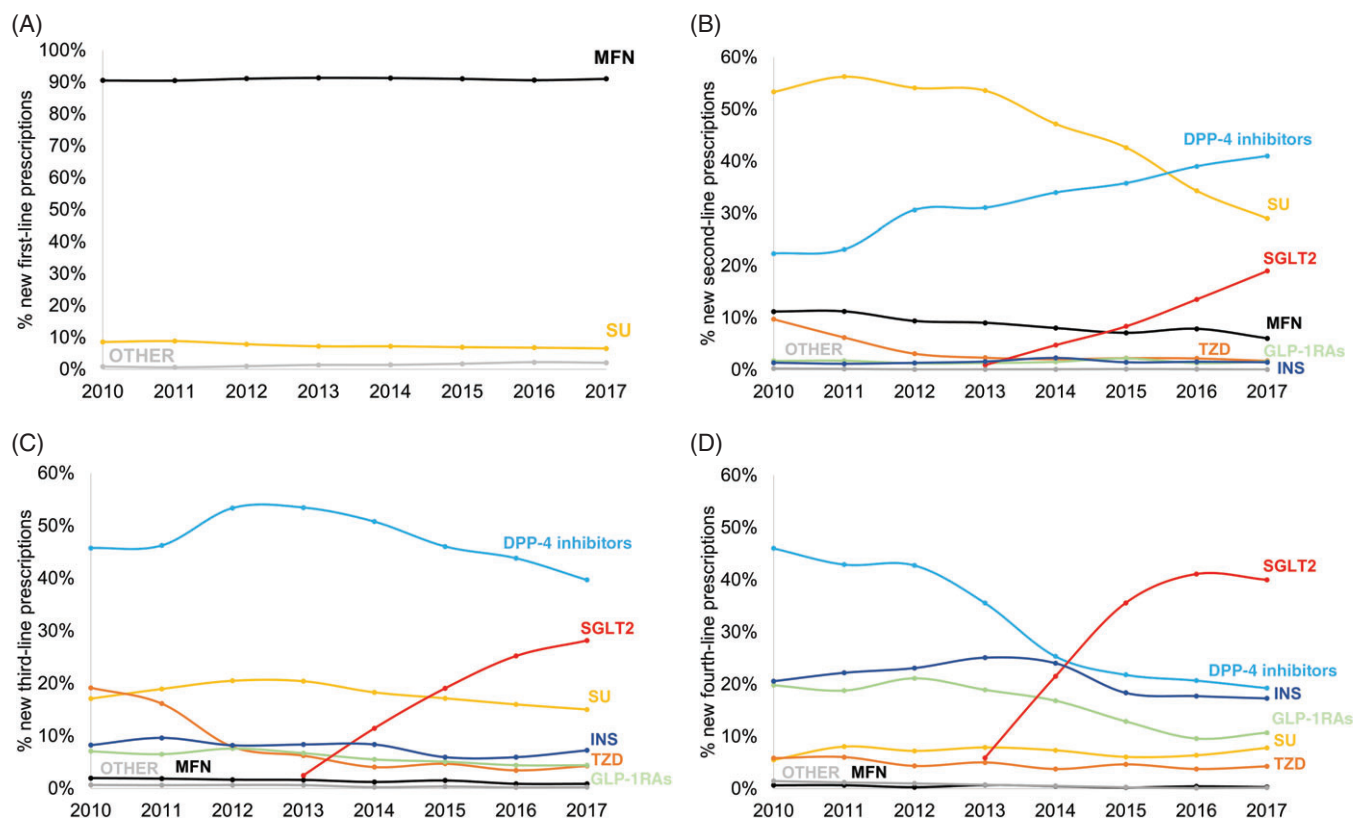 (A)
% new first-line prescriptions
100%
90%
80%
70%
60%
50%
40%
30%
20%
10%
0%
MFN
SU
OTHER
2010 2011 2012 2013 2014 2015 2016 2017
(B)
% new second-line prescriptions
60%
50%
40%
30%
20%
10%
0%
DPP-4 inhibitors
SU
SGLT2
MFN
OTHER
TZD
GLP-1RAs
INS
2010 2011 2012 2013 2014 2015 2016 2017
(C)
% new third-line prescriptions
60%
50%
40%
30%
20%
10%
0%
DPP-4 inhibitors
SGLT2
SU
INS
TZD
OTHER
MFN
GLP-1RAs
2010 2011 2012 2013 2014 2015 2016 2017
(D)
% new fourth-line prescriptions
60%
50%
40%
30%
20%
10%
0%
SGLT2
DPP-4 inhibitors
INS
GLP-1RAs
SU
TZD
OTHER
MFN
2010 2011 2012 2013 2014 2015 2016 2017